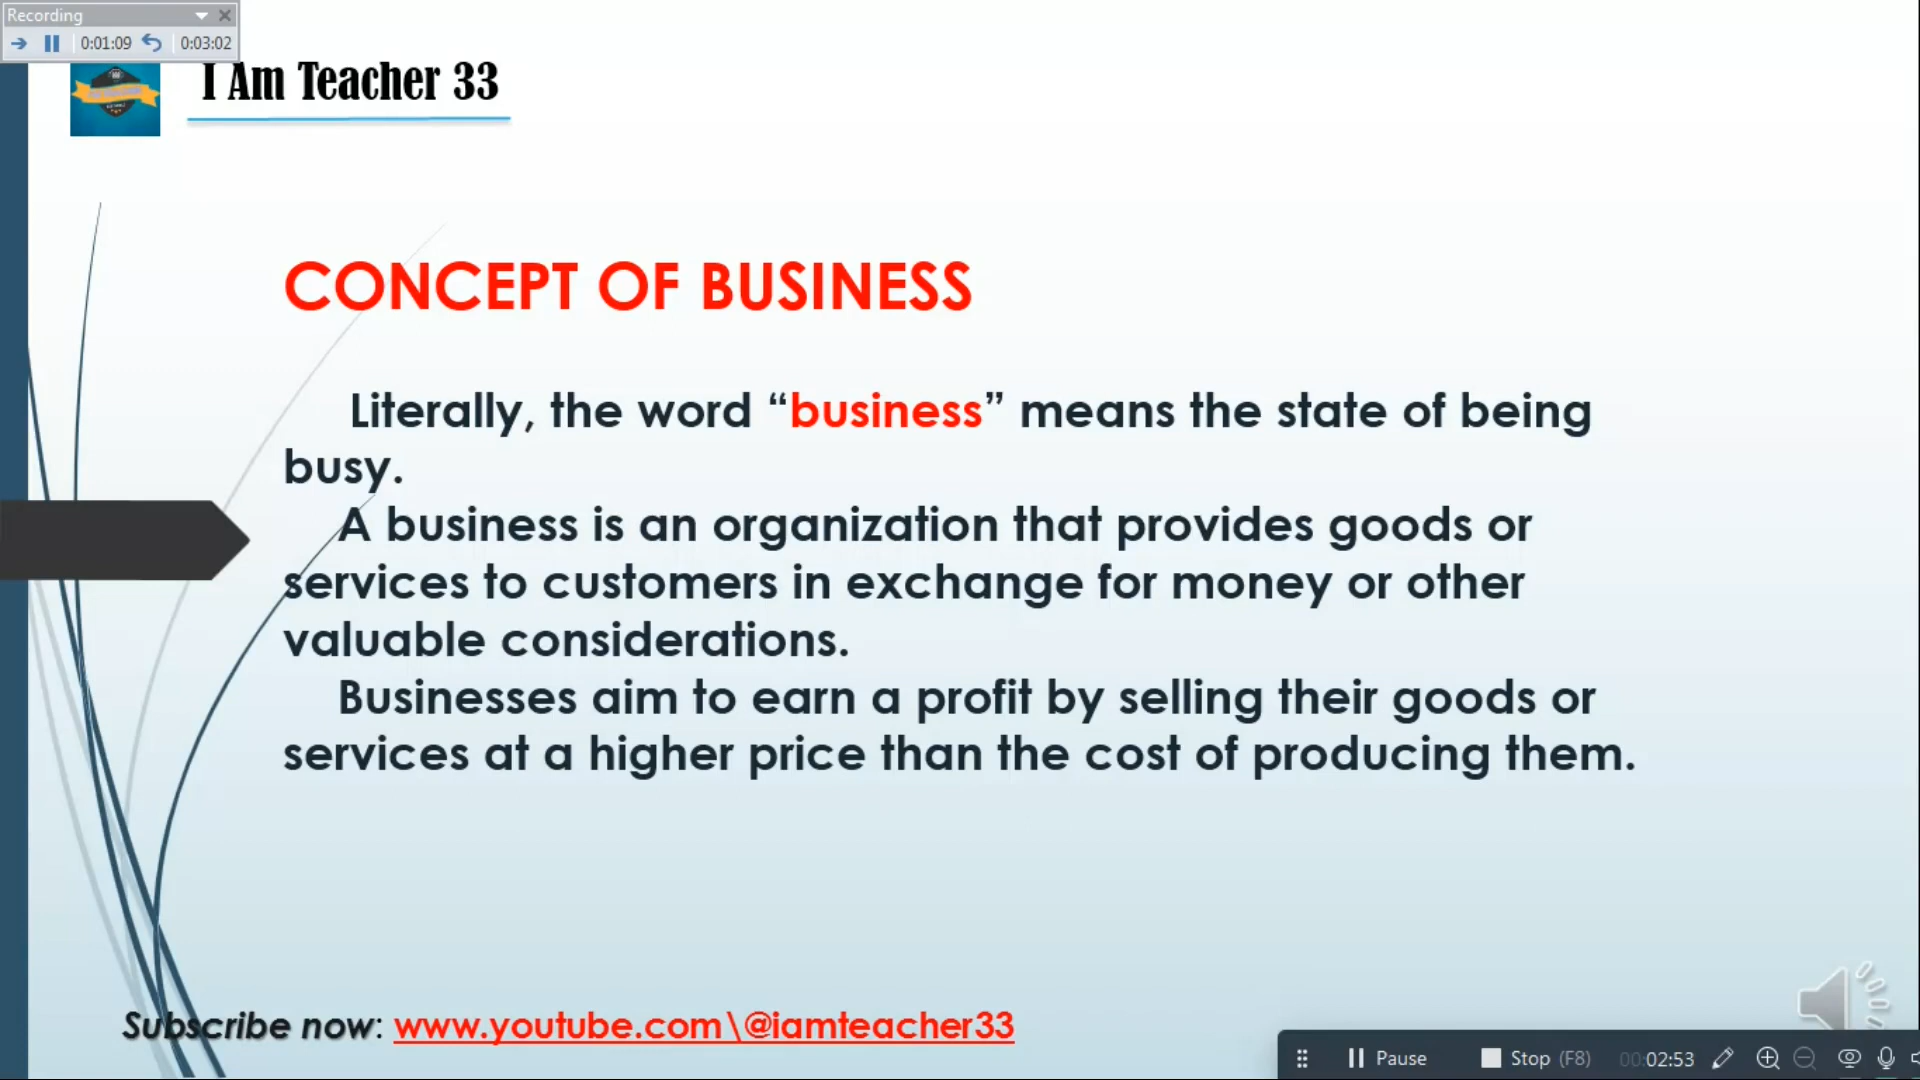 Recording
0:01:09 0:03:02
I Am Teacher 33
CONCEPT OF BUSINESS
Literally, the word “business” means the state of being
busy.
A business is an organization that provides goods or
services to customers in exchange for money or other
valuable considerations.
Businesses aim to earn a profit by selling their goods or
services at a higher price than the cost of producing them.
Subscribe now: www.youtube.com\@iamteacher33
Pause Stop (F8) 00:02:53